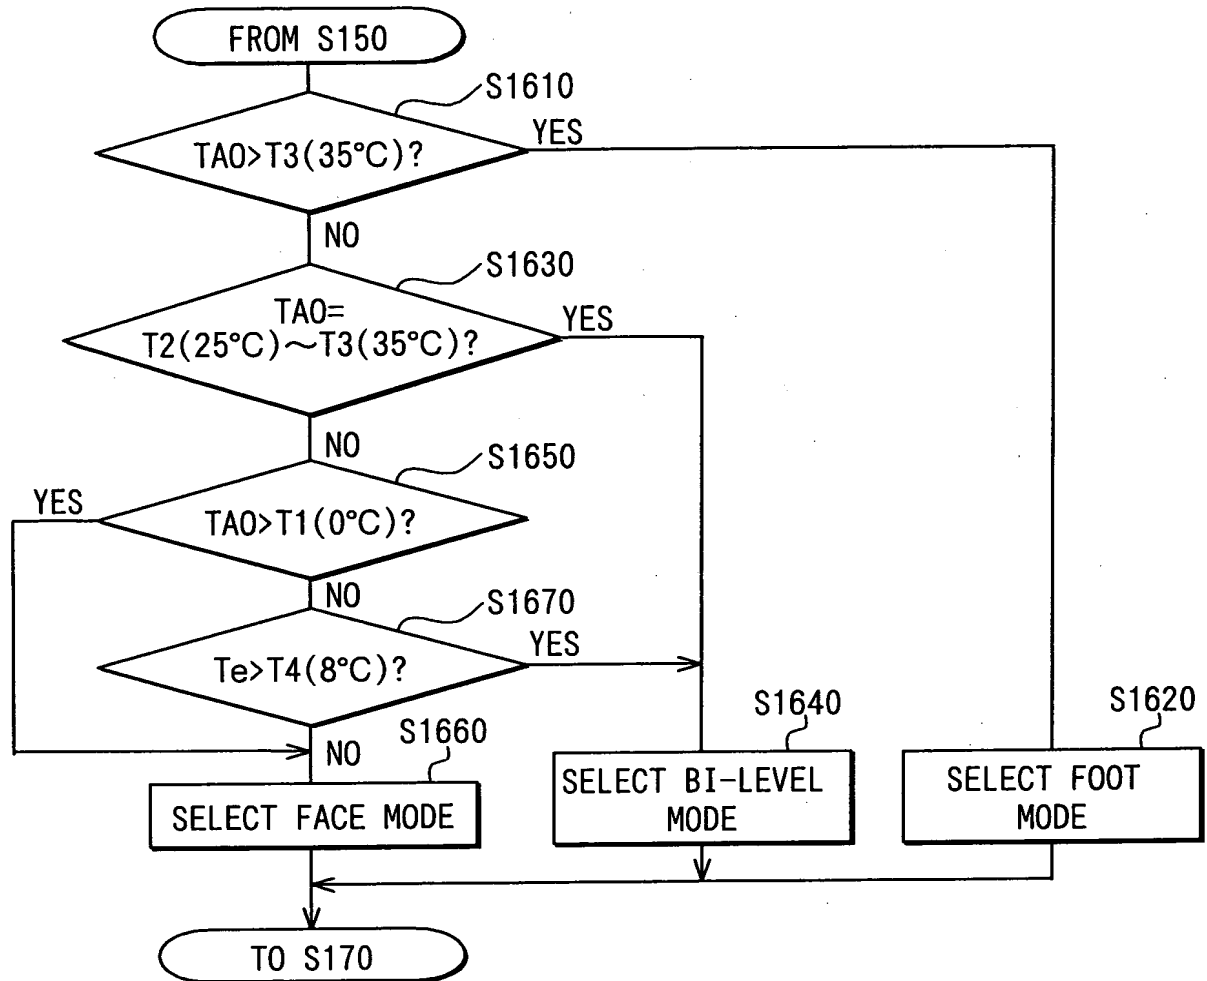 FROM S150
S1610
TAO>T3(35°C)?
YES
NO
S1630
TAO=
T2(25°C)～T3(35°C)?
YES
NO
S1650
YES
TAO>T1(0°C)?
NO
S1670
Te>T4(8°C)?
YES
NO
S1660
SELECT FACE MODE
S1640
SELECT BI-LEVEL
MODE
S1620
SELECT FOOT
MODE
TO S170